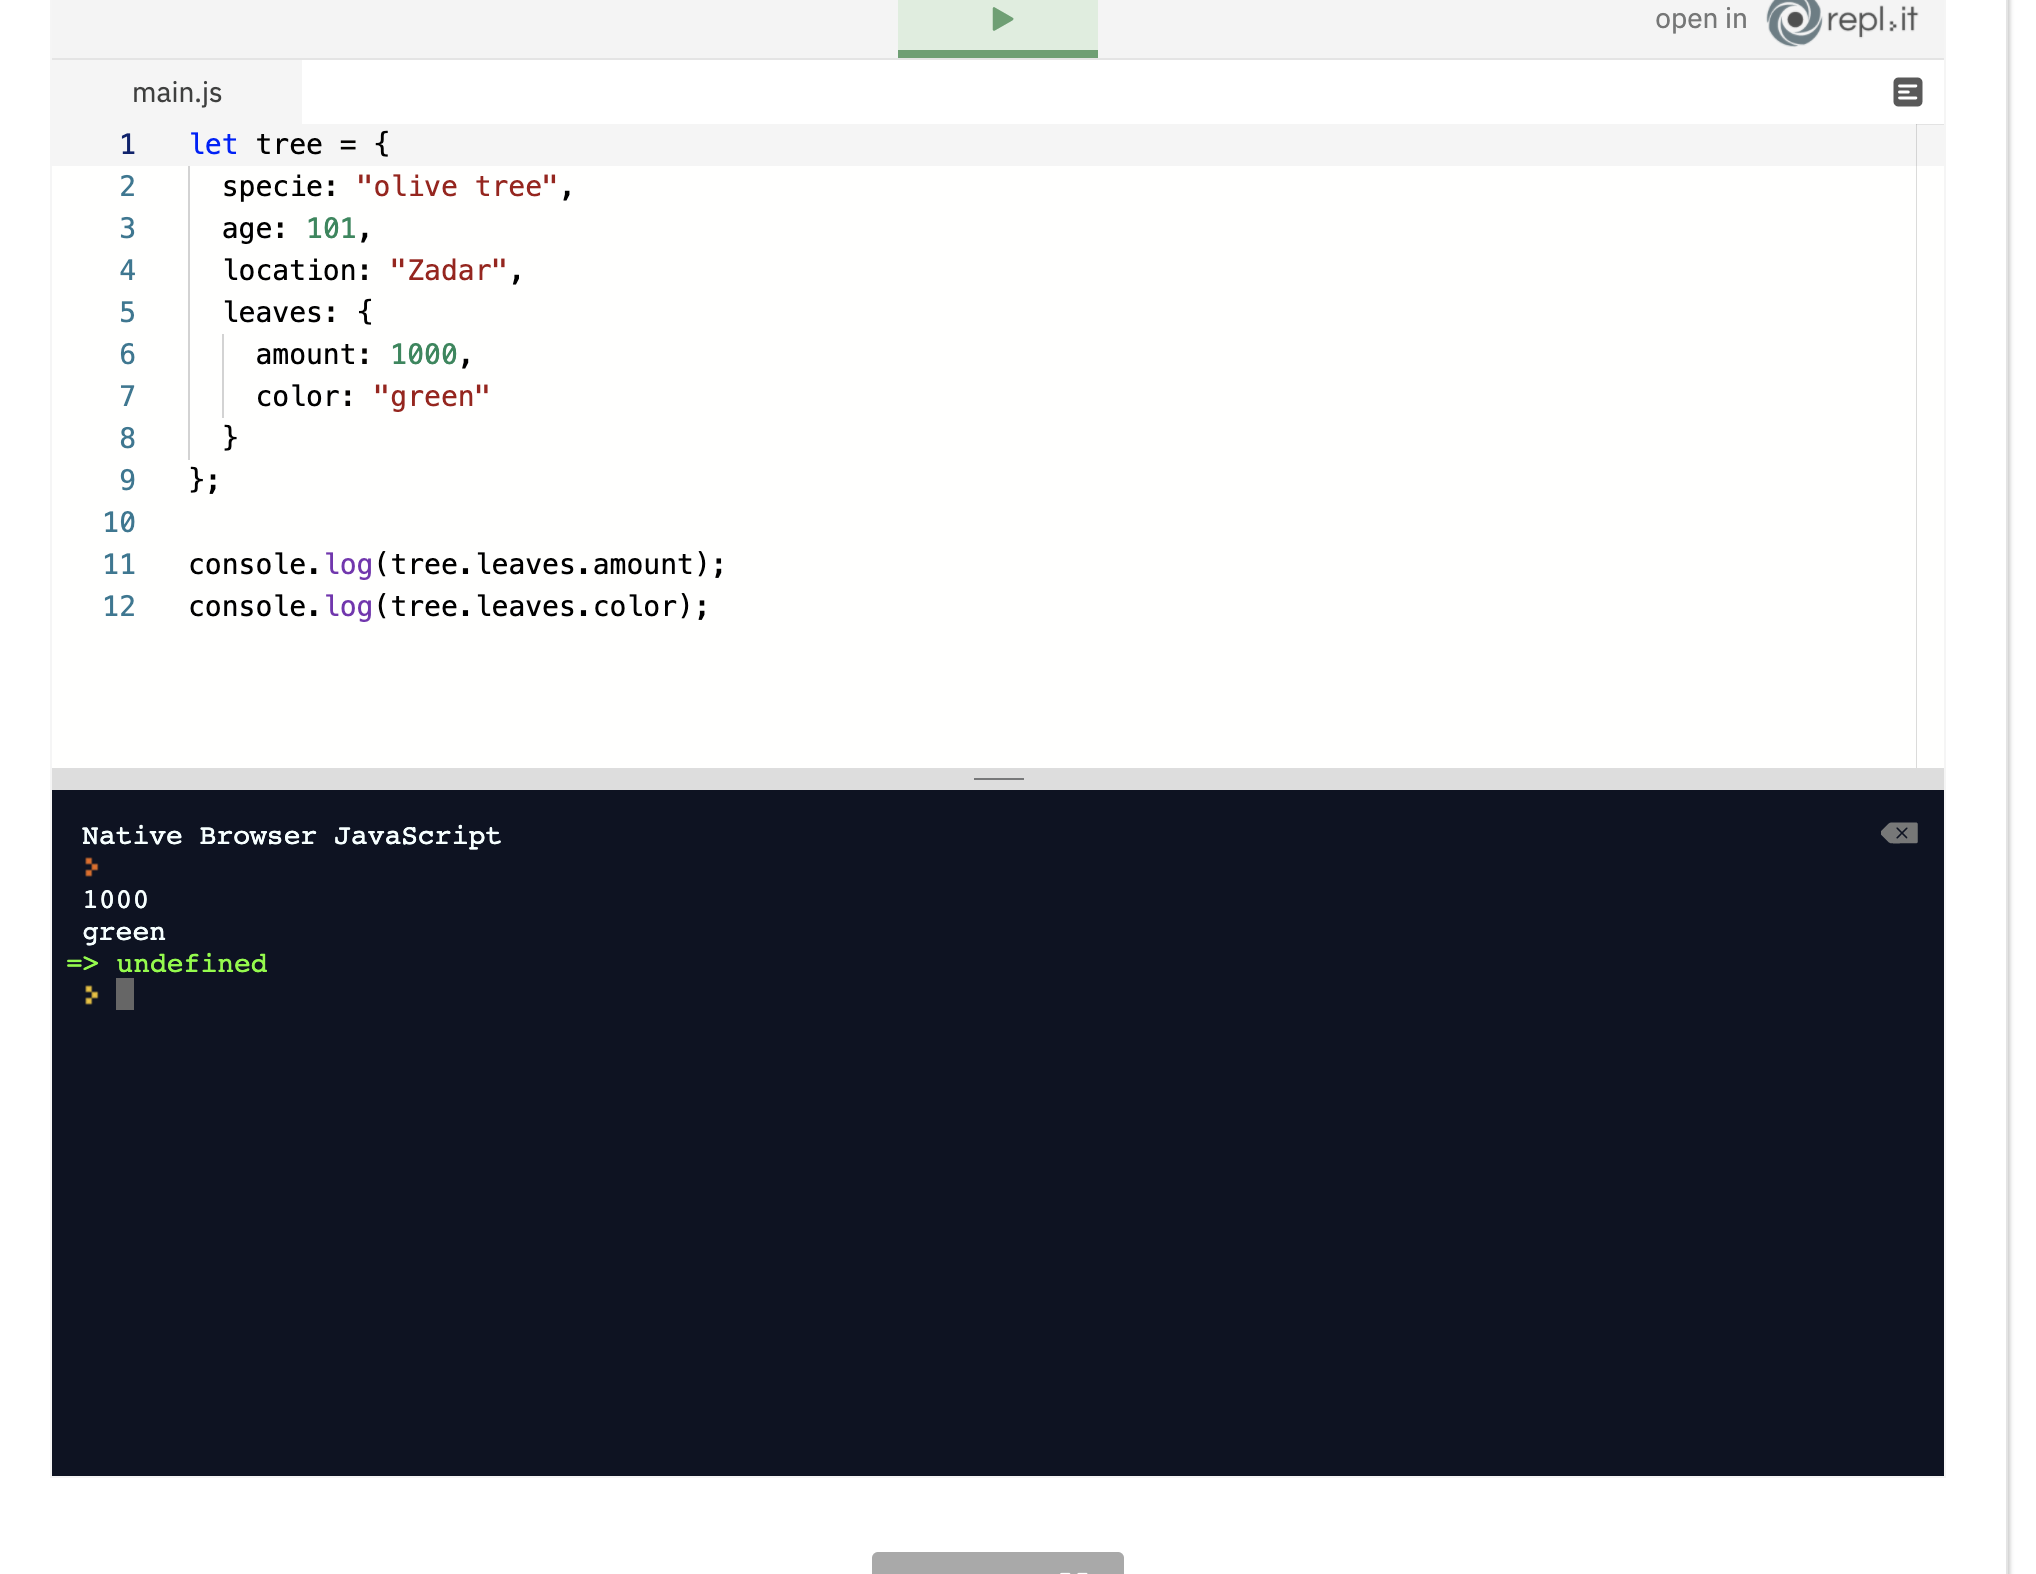 open in repl.it
main.js
1 let tree = {
2 specie: "olive tree",
3 age: 101,
4 location: "Zadar",
5 leaves: {
6 amount: 1000,
7 color: "green"
8 }
9 };
10
11 console.log(tree.leaves.amount);
12 console.log(tree.leaves.color);
Native Browser JavaScript
>
1000
green
=> undefined
>